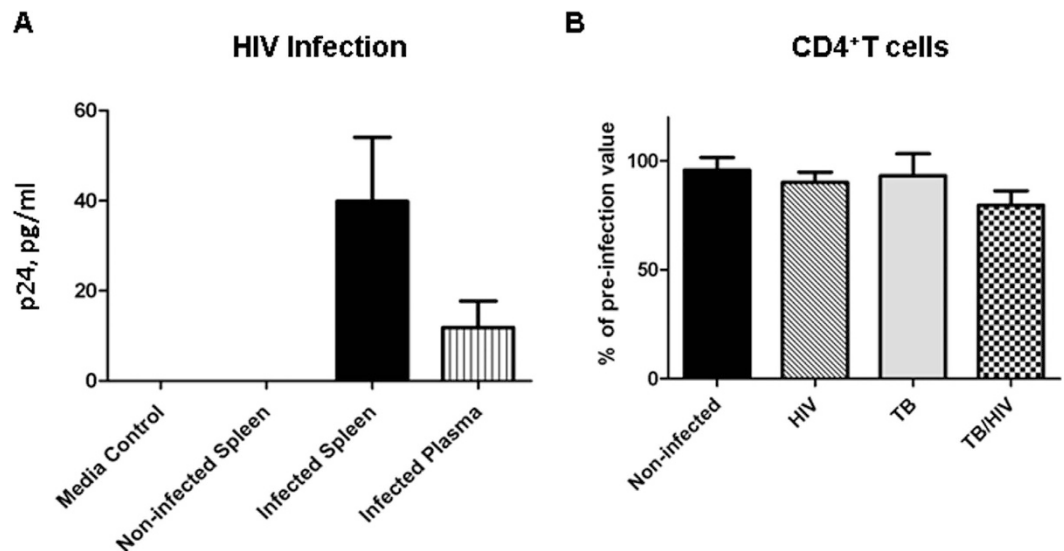 A
HIV Infection
p24, pg/ml
60
40
20
0
Media Control
Non-infected Spleen
Infected Spleen
Infected Plasma
B
CD4⁺T cells
% of pre-infection value
100
50
0
Non-infected
HIV
TB
TB/HIV